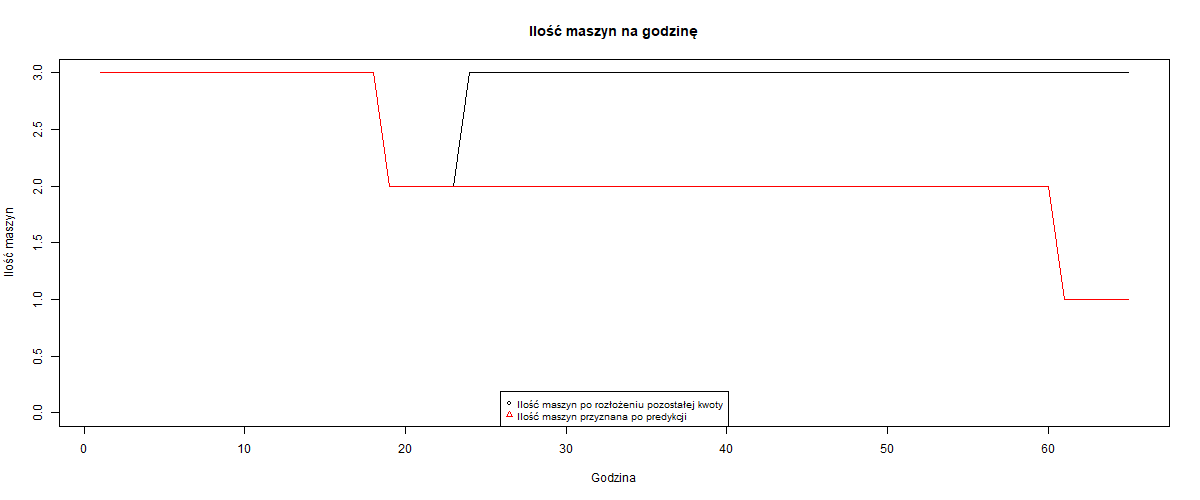 Ilość maszyn na godzinę
Ilość maszyn
3.0
2.5
2.0
1.5
1.0
0.5
0.0
Ilość maszyn po rozłożeniu pozostałej kwoty
Ilość maszyn przyznana po predykcji
0 10 20 30 40 50 60
Godzina